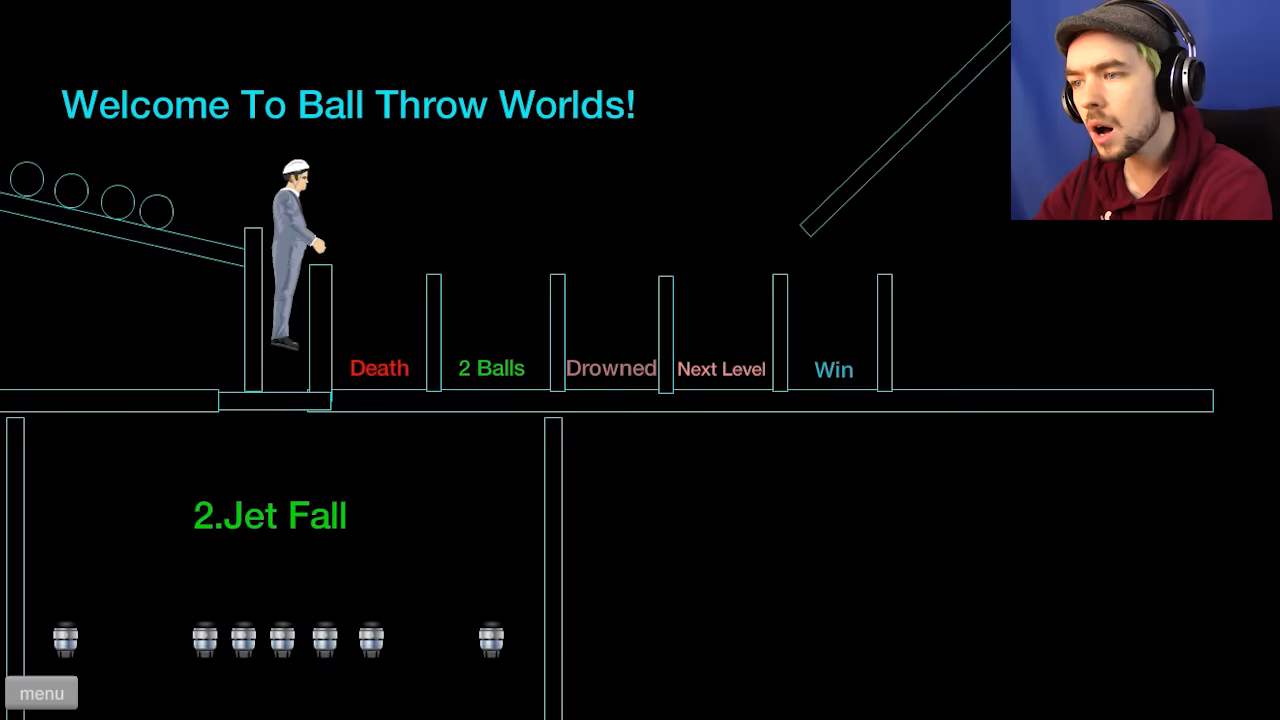 Welcome To Ball Throw Worlds!
Death
2 Balls
Drowned
Next Level
Win
2.Jet Fall
menu